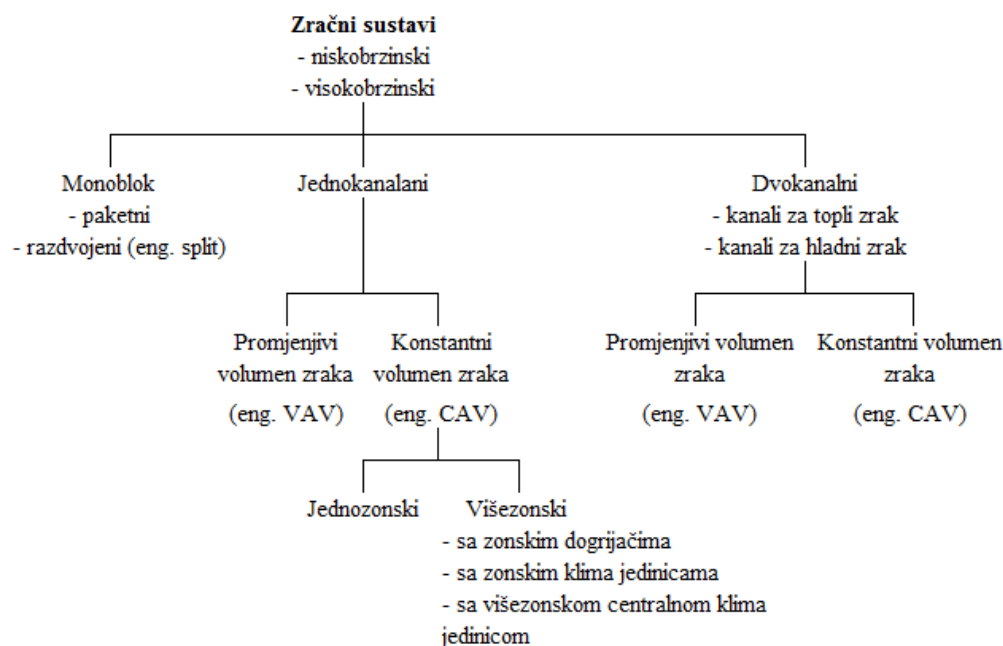 Zračni sustavi
- niskobrzinski
- visokobrzinski
Monoblok
- paketni
- razdvojeni (eng. split)
Jednokanalani
Dvokanalni
- kanali za topli zrak
- kanali za hladni zrak
Promjenjivi
volumen zraka
(eng. VAV)
Konstantni
volumen zraka
(eng. CAV)
Promjenjivi volumen
zraka
(eng. VAV)
Konstantni volumen
zraka
(eng. CAV)
Jednozonski
Višezonski
- sa zonskim dogrijačima
- sa zonskim klima jedinicama
- sa višezonskom centralnom klima
jedinicom